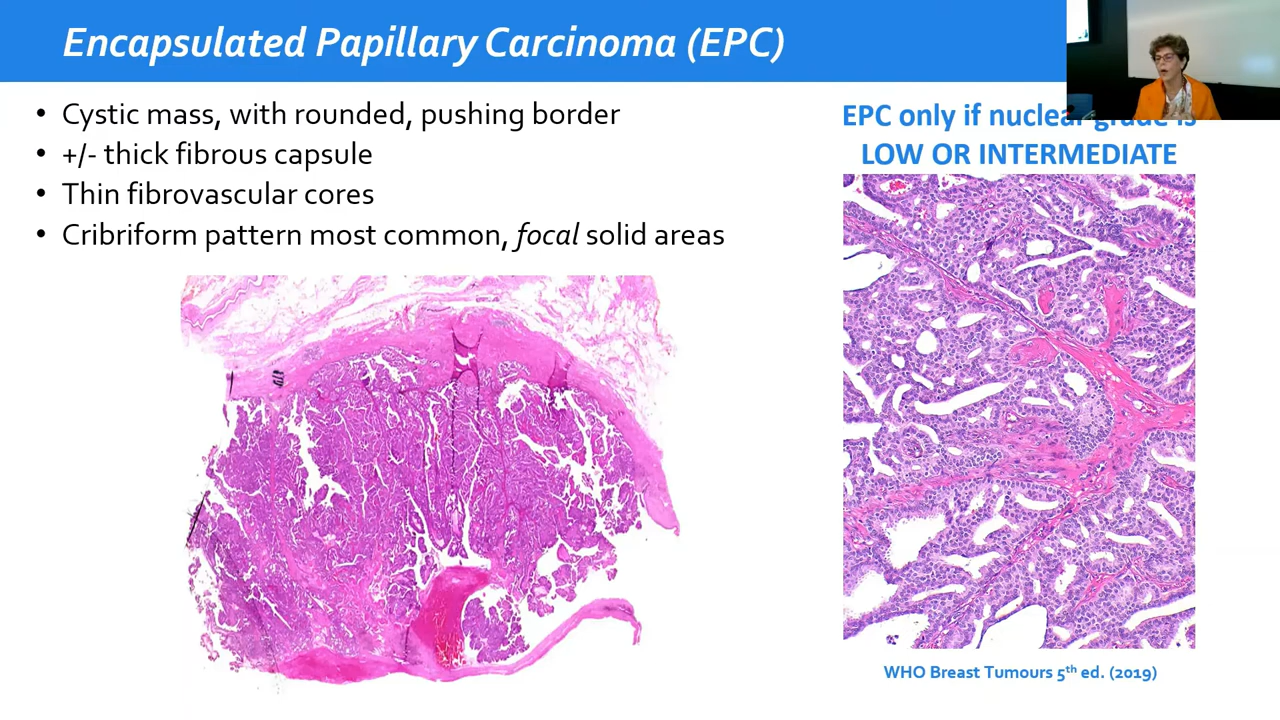 Encapsulated Papillary Carcinoma (EPC)
• Cystic mass, with rounded, pushing border
• +/- thick fibrous capsule
• Thin fibrovascular cores
• Cribriform pattern most common, focal solid areas
EPC only if nuclear grade is
LOW OR INTERMEDIATE
WHO Breast Tumours 5th ed. (2019)